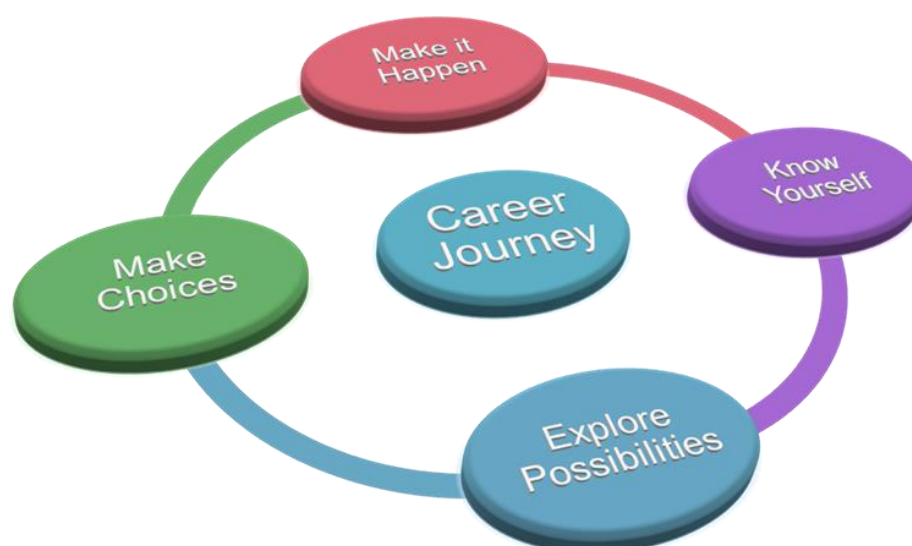 Make it
Happen
Know
Yourself
Career
Journey
Make
Choices
Explore
Possibilities